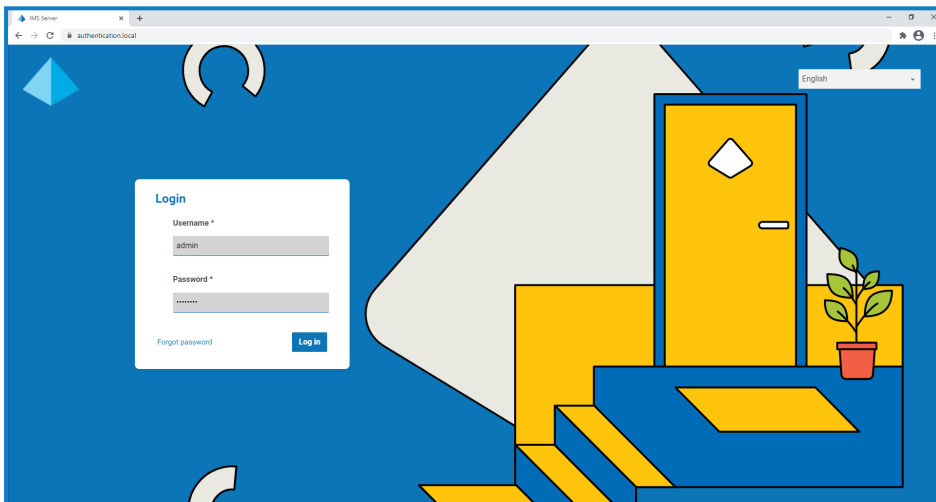 IMS Server
authentication.local
English
Login
Username *
admin
Password *
••••••••
Forgot password
Log in